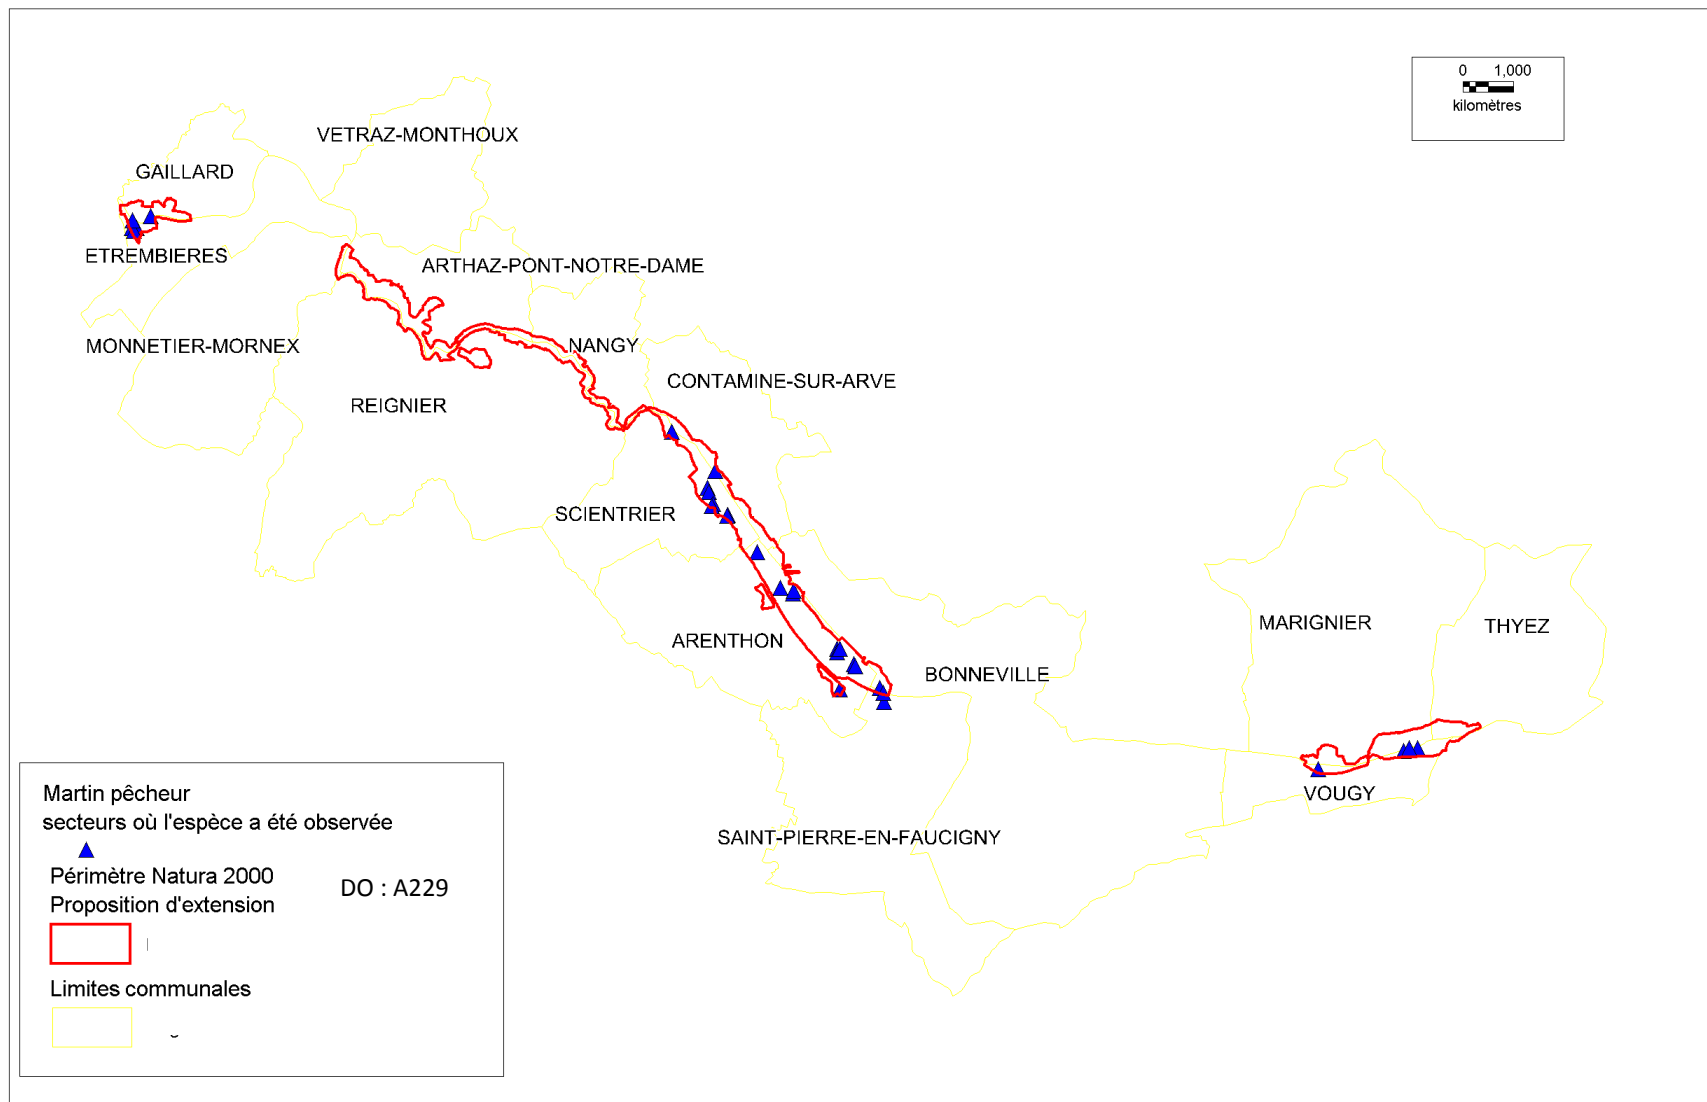 0 1,000
kilomètres
VETRAZ-MONTHOUX
GAILLARD
ETREMBIERES
ARTHAZ-PONT-NOTRE-DAME
MONNETIER-MORNEX
NANGY
CONTAMINE-SUR-ARVE
REIGNIER
SCIENTRIER
MARIGNIER
THYEZ
ARENTHON
BONNEVILLE
VOUGY
SAINT-PIERRE-EN-FAUCIGNY
Martin pêcheur
secteurs où l'espèce a été observée
Périmètre Natura 2000
Proposition d'extension
DO : A229
Limites communales